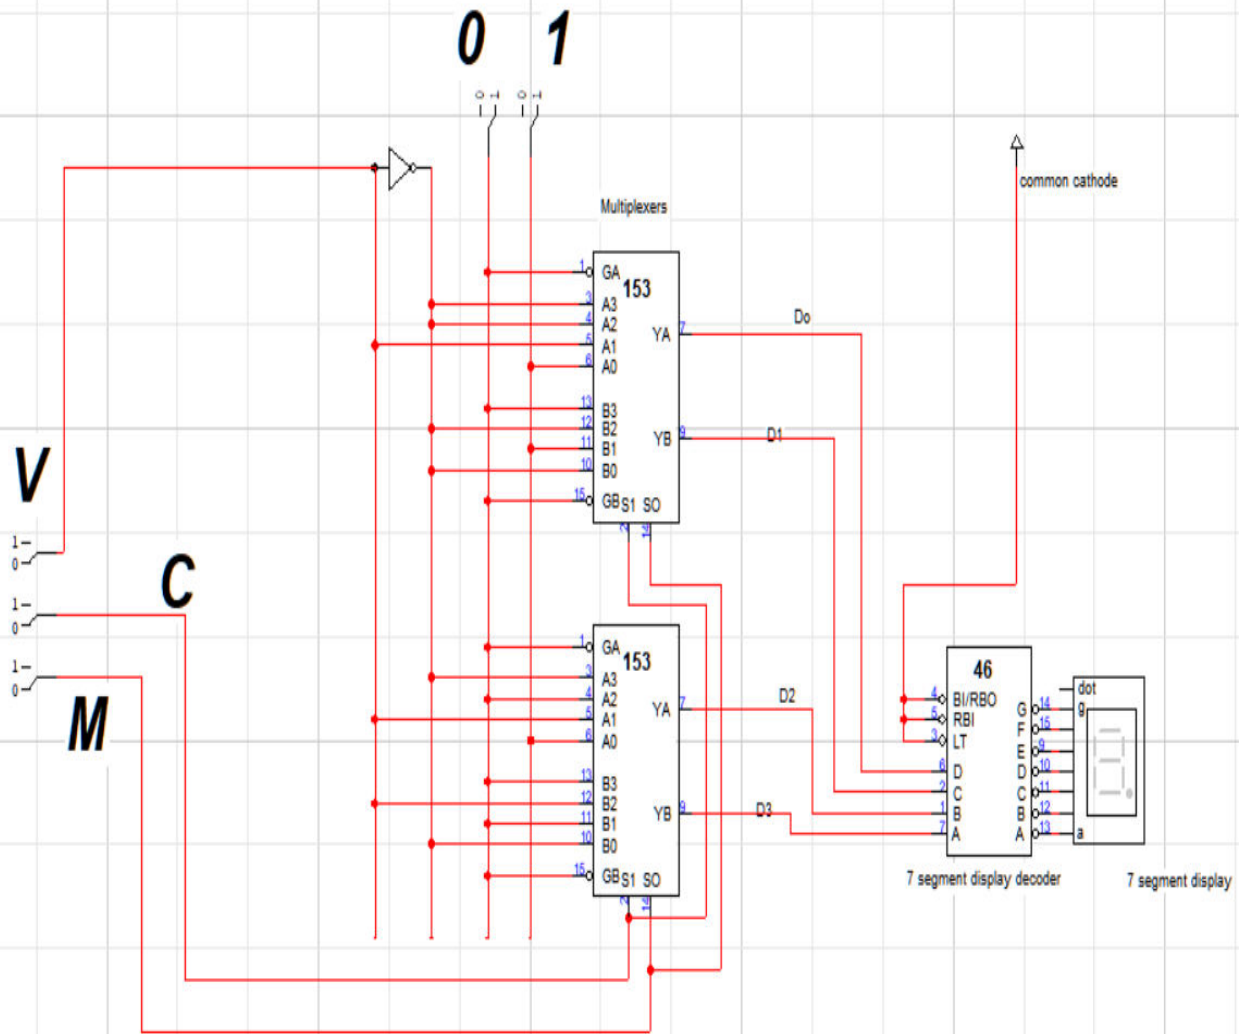 0 1
0 1 0 1
common cathode
Multiplexers
1 GA
153
3 A3
4 A2
5 A1
6 A0
YA 7
Do
13 B3
12 B2
11 B1
10 B0
YB 9
D1
15 GB S1 SO
2 14
V
1
0
C
1
0
1
0
M
1 GA
153
3 A3
4 A2
5 A1
6 A0
YA 7
D2
13 B3
12 B2
11 B1
10 B0
YB 9
D3
15 GB S1 SO
2 14
46
4 BI/RBO
5 RBI
3 LT
6 D
2 C
1 B
7 A
G 14
F 15
E 9
D 10
C 11
B 12
A 13
dot
g
a
7 segment display decoder
7 segment display